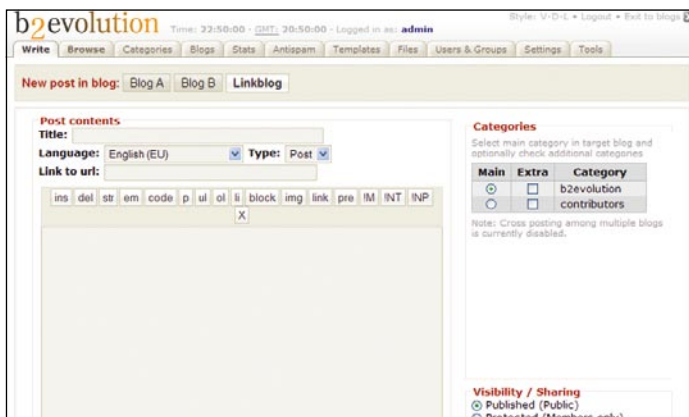 b2evolution Time: 22:50:00 - GMT: 20:50:00 - Logged in as: admin
Style: V-D-L • Logout • Exit to blogs
Write Browse Categories Blogs Stats Antispam Templates Files Users & Groups Settings Tools
New post in blog: Blog A Blog B Linkblog
Post contents
Title:
Language: English (EU) Type: Post
Link to url:
ins del str em code p ul ol li block img link pre !M !NT !NP
X
Categories
Select main category in target blog and
optionally check additional categories
Main Extra Category
b2evolution
contributors
Note: Cross posting among multiple blogs
is currently disabled.
Visibility / Sharing
Published (Public)
Protected (Members only)